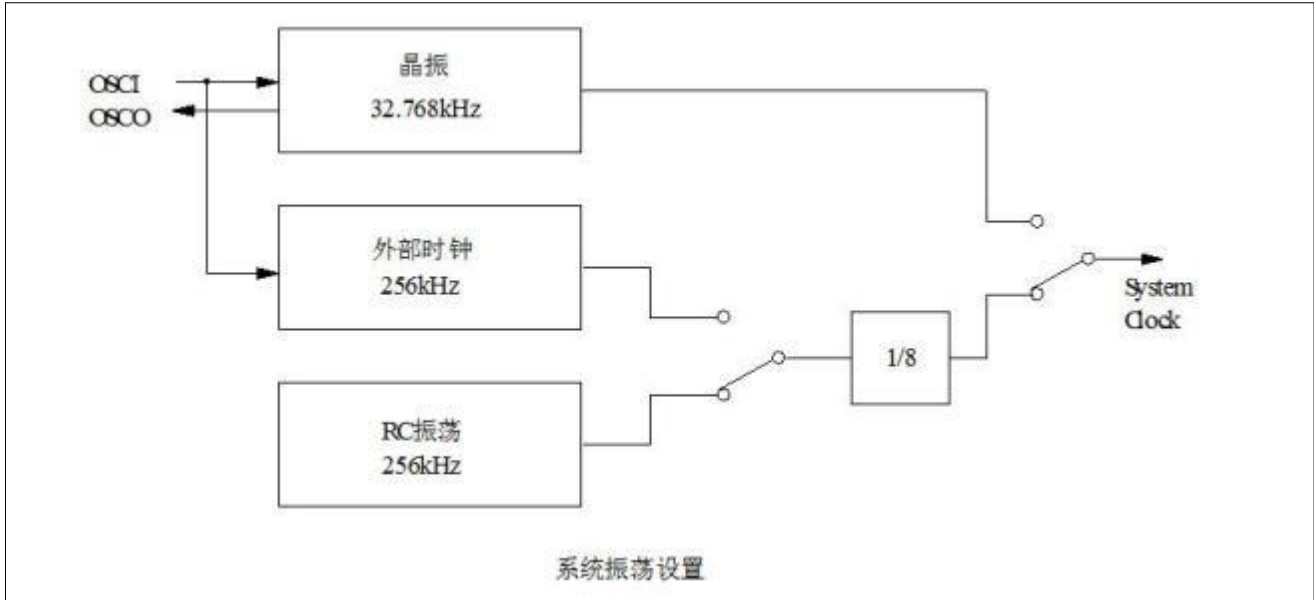 OSCI
OSCO
晶振
32.768kHz
外部时钟
256kHz
RC振荡
256kHz
1/8
System
Clock
系统振荡设置